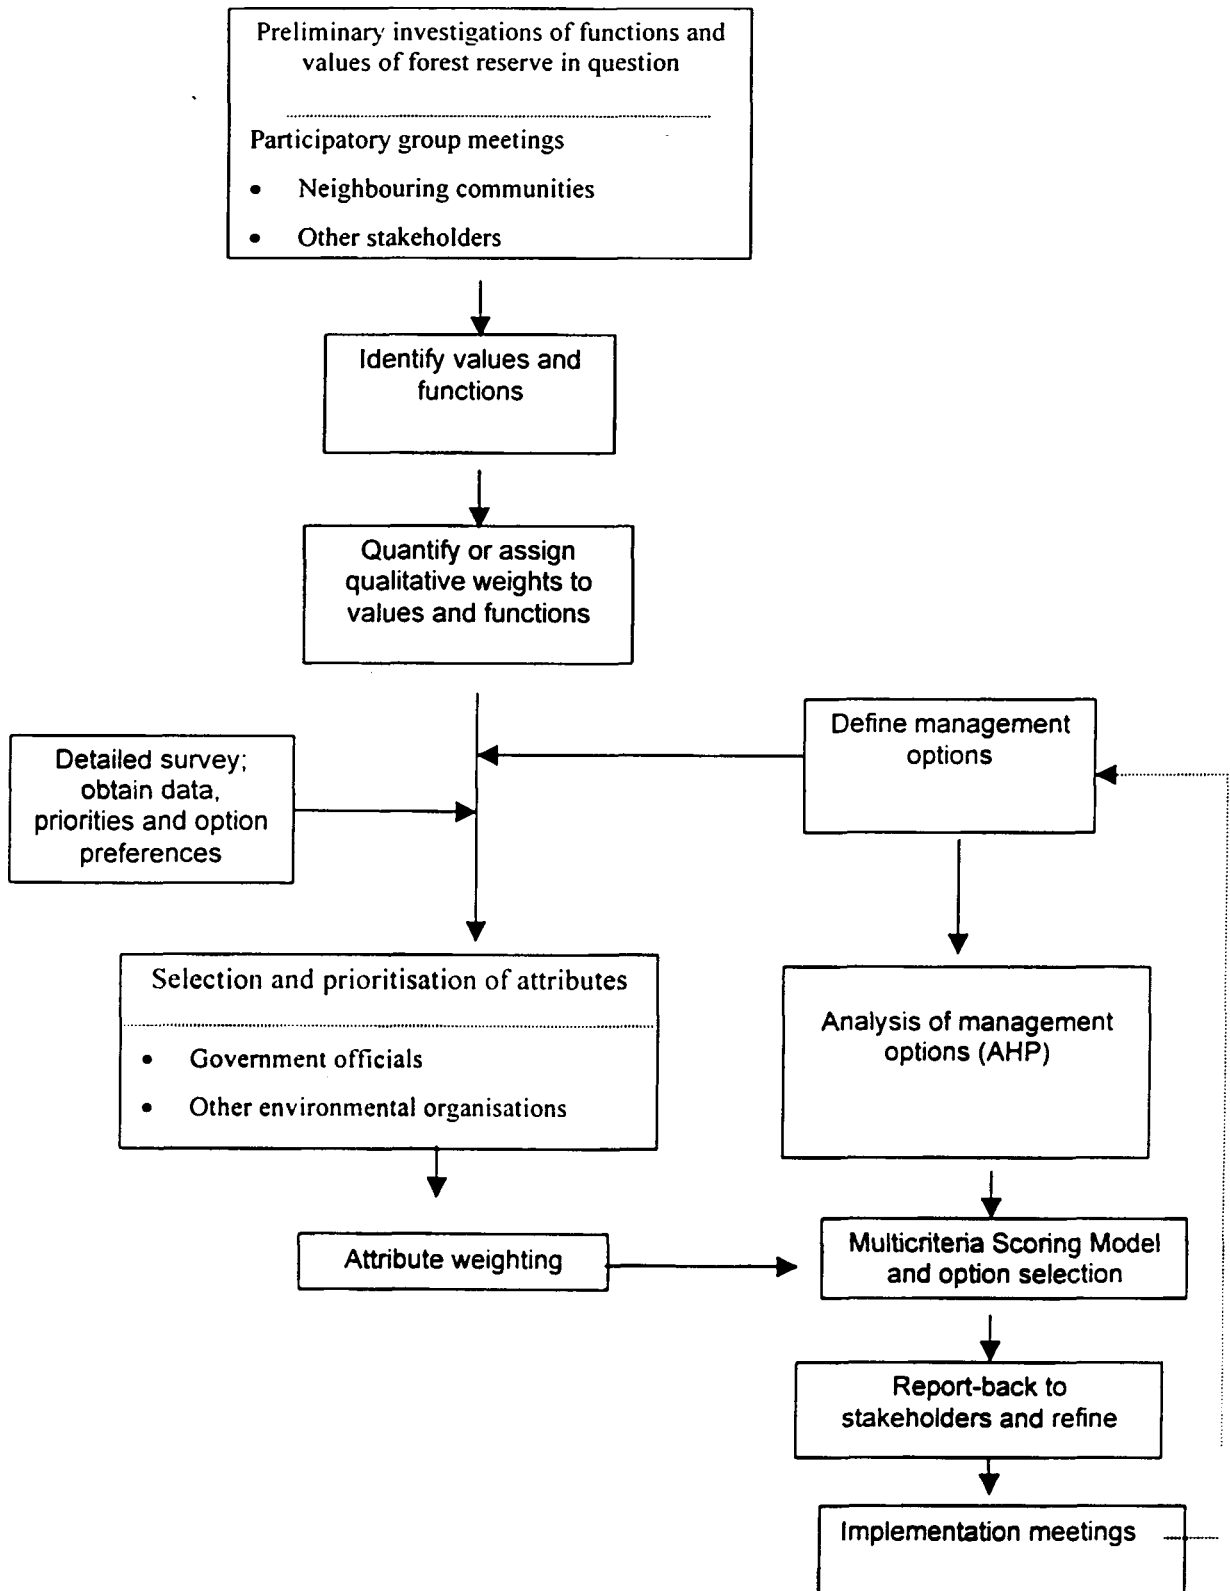 Preliminary investigations of functions and
values of forest reserve in question
Participatory group meetings
• Neighbouring communities
• Other stakeholders
Identify values and
functions
Quantify or assign
qualitative weights to
values and functions
Detailed survey;
obtain data,
priorities and option
preferences
Define management
options
Selection and prioritisation of attributes
• Government officials
• Other environmental organisations
Analysis of management
options (AHP)
Attribute weighting
Multicriteria Scoring Model
and option selection
Report-back to
stakeholders and refine
Implementation meetings